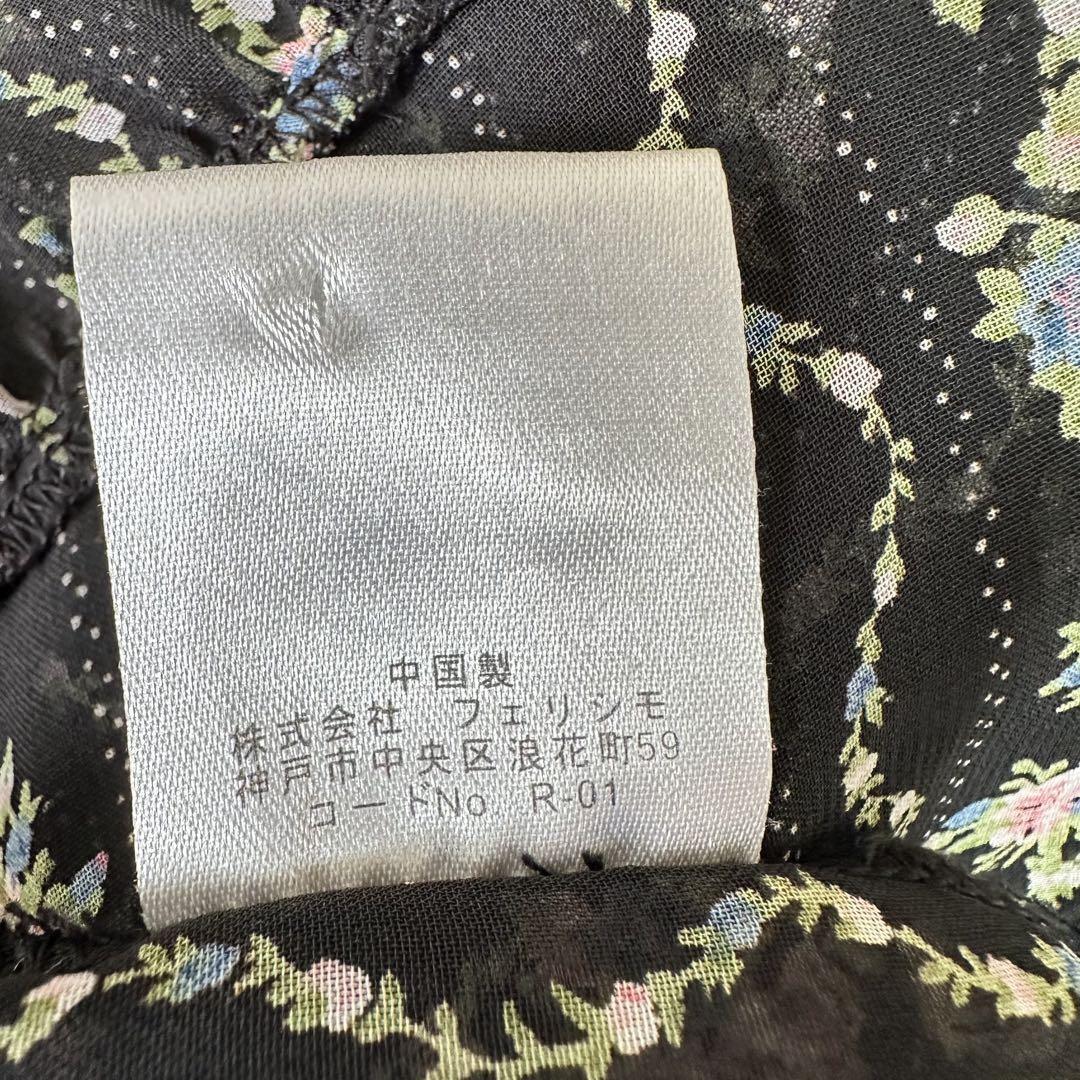 中国製
株式会社　フェリシモ
神戸市中央区浪花町59
コードNo　R-01